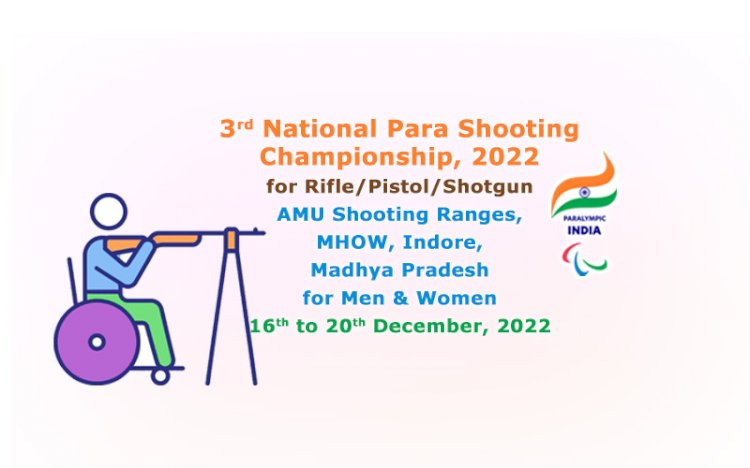 3rd National Para Shooting
Championship, 2022
for Rifle/Pistol/Shotgun
AMU Shooting Ranges,
MHOW, Indore,
Madhya Pradesh
for Men & Women
16th to 20th December, 2022
PARALYMPIC
INDIA